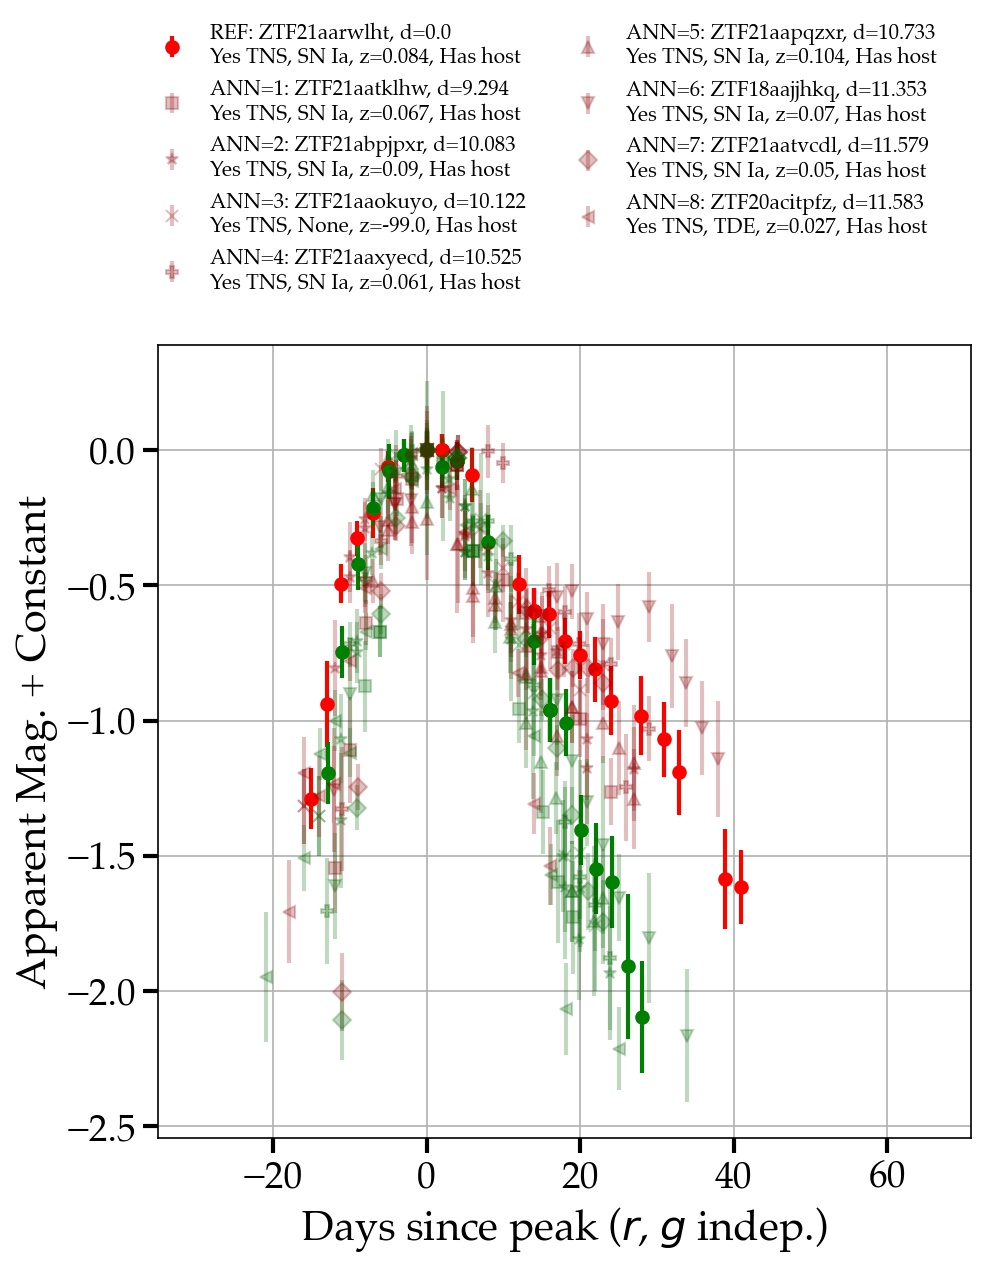 REF: ZTF21aarwlht, d=0.0
Yes TNS, SN Ia, z=0.084, Has host
ANN=1: ZTF21aatklhw, d=9.294
Yes TNS, SN Ia, z=0.067, Has host
ANN=2: ZTF21abpjpxr, d=10.083
Yes TNS, SN Ia, z=0.09, Has host
ANN=3: ZTF21aaokuyo, d=10.122
Yes TNS, None, z=-99.0, Has host
ANN=4: ZTF21aaxyecd, d=10.525
Yes TNS, SN Ia, z=0.061, Has host
ANN=5: ZTF21aapqzxr, d=10.733
Yes TNS, SN Ia, z=0.104, Has host
ANN=6: ZTF18aajjhkq, d=11.353
Yes TNS, SN Ia, z=0.07, Has host
ANN=7: ZTF21aatvcdl, d=11.579
Yes TNS, SN Ia, z=0.05, Has host
ANN=8: ZTF20acitpfz, d=11.583
Yes TNS, TDE, z=0.027, Has host
Apparent Mag. + Constant
0.0
−0.5
−1.0
−1.5
−2.0
−2.5
−20 0 20 40 60
Days since peak (r, g indep.)